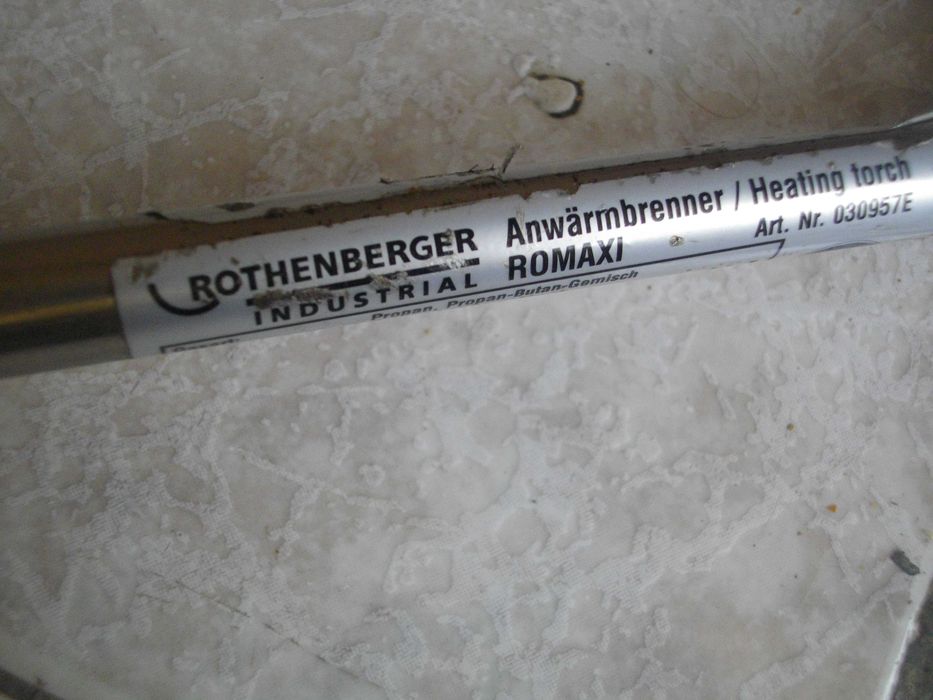 ROTHENBERGER
INDUSTRIAL
Anwärmbrenner / Heating torch
ROMAXI
Art. Nr. 030957E
Propan, Propan-Butan-Gemisch